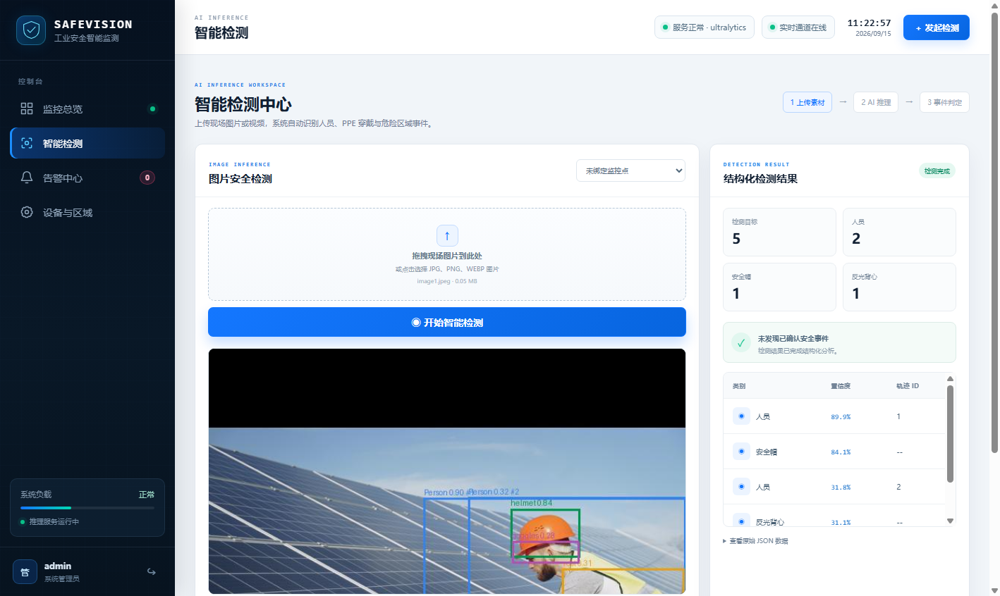 SAFEVISION
工业安全智能监测
控制台
监控总览
智能检测
告警中心
0
设备与区域
系统负载
正常
推理服务运行中
管
admin
系统管理员
AI INFERENCE
智能检测
服务正常 · ultralytics
实时通道在线
11:22:57
2026/09/15
+ 发起检测
AI INFERENCE WORKSPACE
智能检测中心
上传现场图片或视频，系统自动识别人员、PPE 穿戴与危险区域事件。
1 上传素材
→
2 AI 推理
→
3 事件判定
IMAGE INFERENCE
图片安全检测
未绑定监控点
↑
拖拽现场图片到此处
或点击选择 JPG、PNG、WEBP 图片
image1.jpeg · 0.05 MB
◉ 开始智能检测
Person 0.90
Person 0.32 #2
helmet 0.84
goggles 0.28
0.31
DETECTION RESULT
结构化检测结果
检测完成
检测目标
5
人员
2
安全帽
1
反光背心
1
✓
未发现已确认安全事件
检测结果已完成结构化分析。
类别 置信度 轨迹 ID
人员 89.9% 1
安全帽 84.1% --
人员 31.8% 2
反光背心 31.1% --
查看原始 JSON 数据